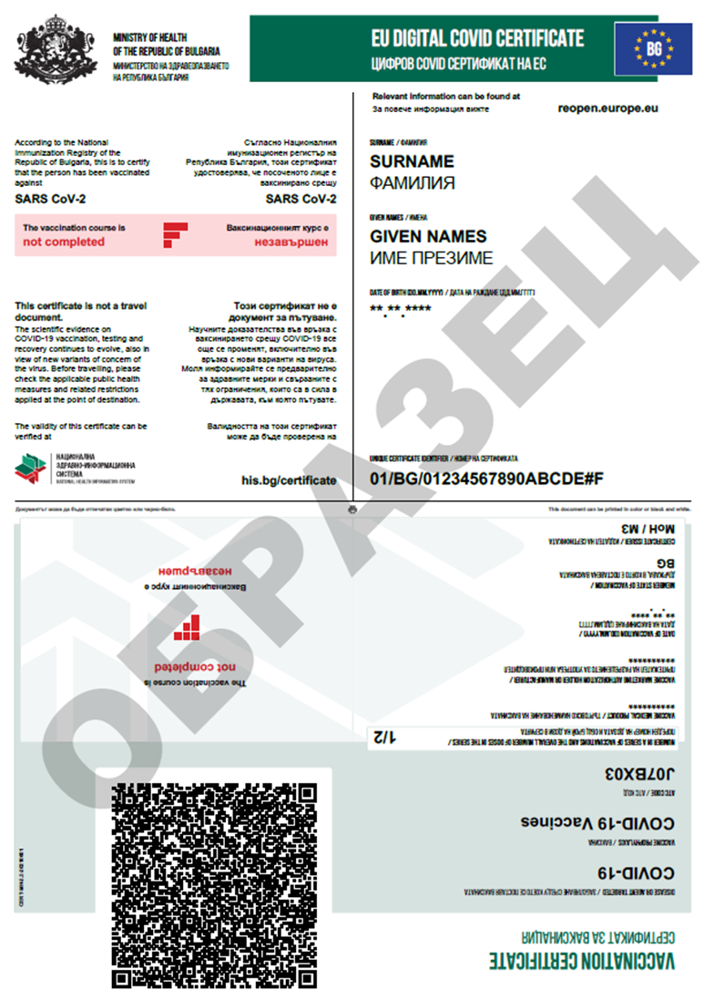 MINISTRY OF HEALTH
OF THE REPUBLIC OF BULGARIA
МИНИСТЕРСТВО НА ЗДРАВЕОПАЗВАНЕТО
НА РЕПУБЛИКА БЪЛГАРИЯ
EU DIGITAL COVID CERTIFICATE
ЦИФРОВ COVID СЕРТИФИКАТ НА ЕС
BG
Relevant information can be found at
За повече информация вижте
reopen.europe.eu
According to the National
Immunization Registry of the
Republic of Bulgaria, this is to certify
that the person has been vaccinated
against
SARS CoV-2
Съгласно Националния
имунизационен регистър на
Република България, този сертификат
удостоверява, че посоченото лице е
ваксинирано срещу
SARS CoV-2
The vaccination course is
not completed
Ваксинационният курс е
незавършен
This certificate is not a travel
document.
The scientific evidence on
COVID-19 vaccination, testing and
recovery continues to evolve, also in
view of new variants of concern of
the virus. Before travelling, please
check the applicable public health
measures and related restrictions
applied at the point of destination.
Този сертификат не е
документ за пътуване.
Научните доказателства във връзка с
ваксинирането срещу COVID-19 все
още се променят, включително във
връзка с нови варианти на вируса.
Моля информирайте се предварително
за здравните мерки и свързаните с
тях ограничения, които са в сила в
държавата, към която пътувате.
The validity of this certificate can be
verified at
Валидността на този сертификат
може да бъде проверена на
НАЦИОНАЛНА
ЗДРАВНО-ИНФОРМАЦИОННА
СИСТЕМА
NATIONAL HEALTH INFORMATION SYSTEM
his.bg/certificate
SURNAME / ФАМИЛИЯ
SURNAME
ФАМИЛИЯ
GIVEN NAMES / ИМЕНА
GIVEN NAMES
ИМЕ ПРЕЗИМЕ
DATE OF BIRTH (DD.MM.YYYY) / ДАТА НА РАЖДАНЕ (ДД.ММ.ГГГГ)
**.**.****
UNIQUE CERTIFICATE IDENTIFIER / НОМЕР НА СЕРТИФИКАТА
01/BG/01234567890ABCDE#F
Документът може да бъде отпечатан цветно или черно-бяло.
This document can be printed in color or black and white.
ОБРАЗЕЦ
VACCINATION CERTIFICATE
СЕРТИФИКАТ ЗА ВАКСИНАЦИЯ
DISEASE OR AGENT TARGETED / ЗАБОЛЯВАНЕ СРЕЩУ КОЕТО СЕ ПОСТАВЯ ВАКСИНАТА
COVID-19
VACCINE PROPHYLAXIS / ВАКСИНА
COVID-19 Vaccines
ATC CODE / АТС КОД
J07BX03
NUMBER IN A SERIES OF VACCINATIONS AND THE OVERALL NUMBER OF DOSES IN THE SERIES /
ПОРЕДЕН НОМЕР НА ДОЗАТА И ОБЩ БРОЙ НА ДОЗИ В СЕРИЯТА
1/2
VACCINE MEDICAL PRODUCT / ТЪРГОВСКО НАИМЕНОВАНИЕ НА ВАКСИНАТА
**********
VACCINE MARKETING AUTHORIZATION HOLDER OR MANUFACTURER /
ПРИТЕЖАТЕЛ НА РАЗРЕШЕНИЕТО ЗА УПОТРЕБА ИЛИ ПРОИЗВОДИТЕЛ
**********
DATE OF VACCINATION (DD.MM.YYYY) /
ДАТА НА ВАКСИНИРАНЕ (ДД.ММ.ГГГГ)
**.**.****
MEMBER STATE OF VACCINATION /
ДЪРЖАВА, В КОЯТО Е ПОСТАВЕНА ВАКСИНАТА
BG
CERTIFICATE ISSUER / ИЗДАТЕЛ НА СЕРТИФИКАТА
MoH / МЗ
The vaccination course is
not completed
Ваксинационният курс е
незавършен